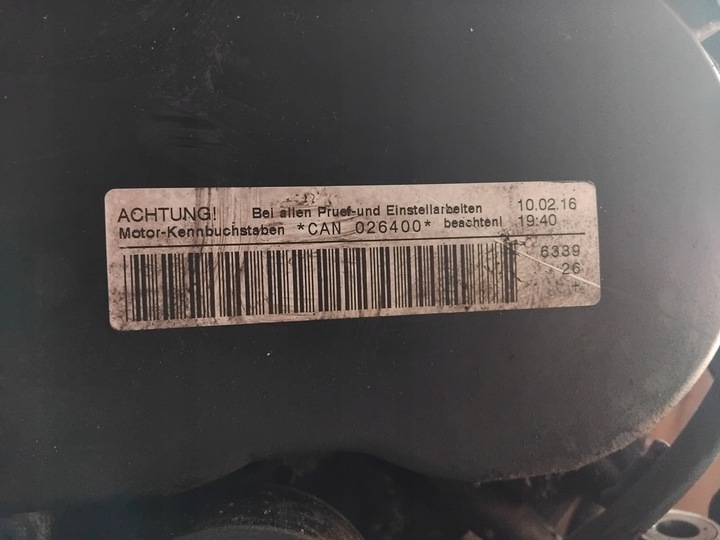 ACHTUNG! Bei allen Pruef-und Einstellarbeiten 10.02.16
Motor-Kennbuchstaben *CAN 026400* beachten! 19:40
6339
26
+